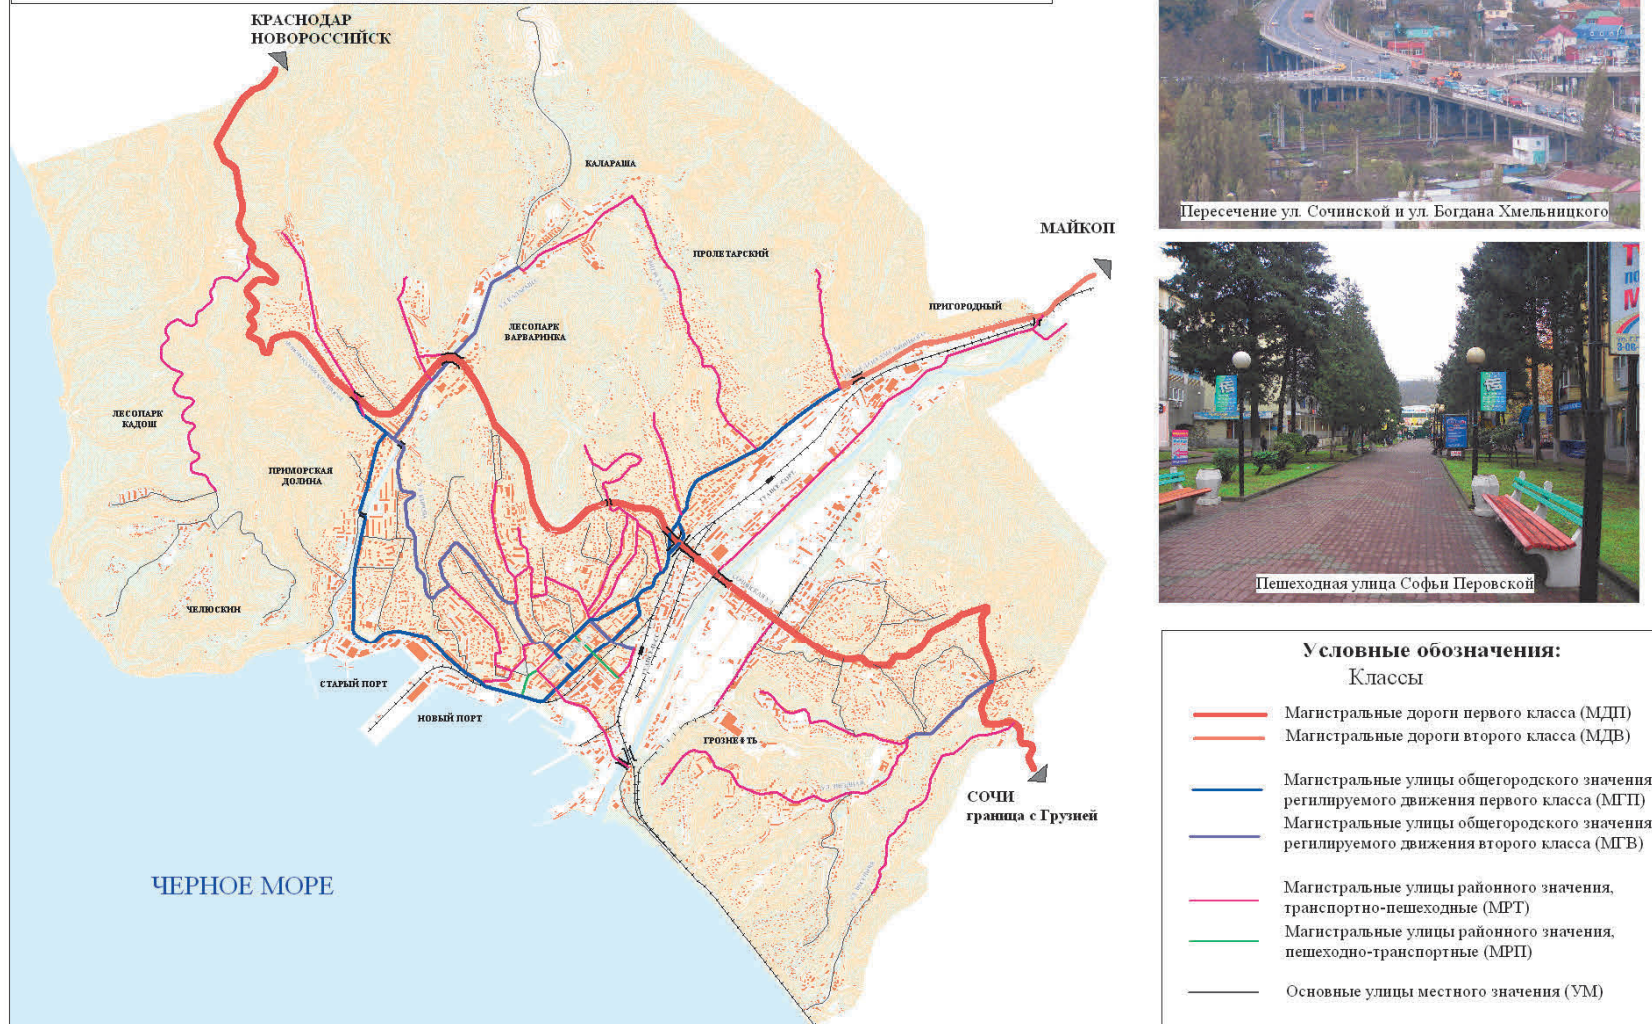 КРАСНОДАР
НОВОРОССИЙСК
КАЛАРАША
МАЙКОП
ПРОЛЕТАРСКИЙ
ПРИГОРОДНЫЙ
ЛЕСОПАРК
ВАРВАРИНКА
ЛЕСОПАРК
КАДОШ
ПРИМОРСКАЯ
ДОЛИНА
ЧЕЛЮСКИН
СТАРЫЙ ПОРТ
НОВЫЙ ПОРТ
ГРОЗНЕФТЬ
СОЧИ
граница с Грузией
ЧЕРНОЕ МОРЕ
Пересечение ул. Сочинской и ул. Богдана Хмельницкого
Пешеходная улица Софьи Перовской
Условные обозначения:
Классы
Магистральные дороги первого класса (МДП)
Магистральные дороги второго класса (МДВ)
Магистральные улицы общегородского значения
регилируемого движения первого класса (МГП)
Магистральные улицы общегородского значения
регилируемого движения второго класса (МГВ)
Магистральные улицы районного значения,
транспортно-пешеходные (МРТ)
Магистральные улицы районного значения,
пешеходно-транспортные (МРП)
Основные улицы местного значения (УМ)